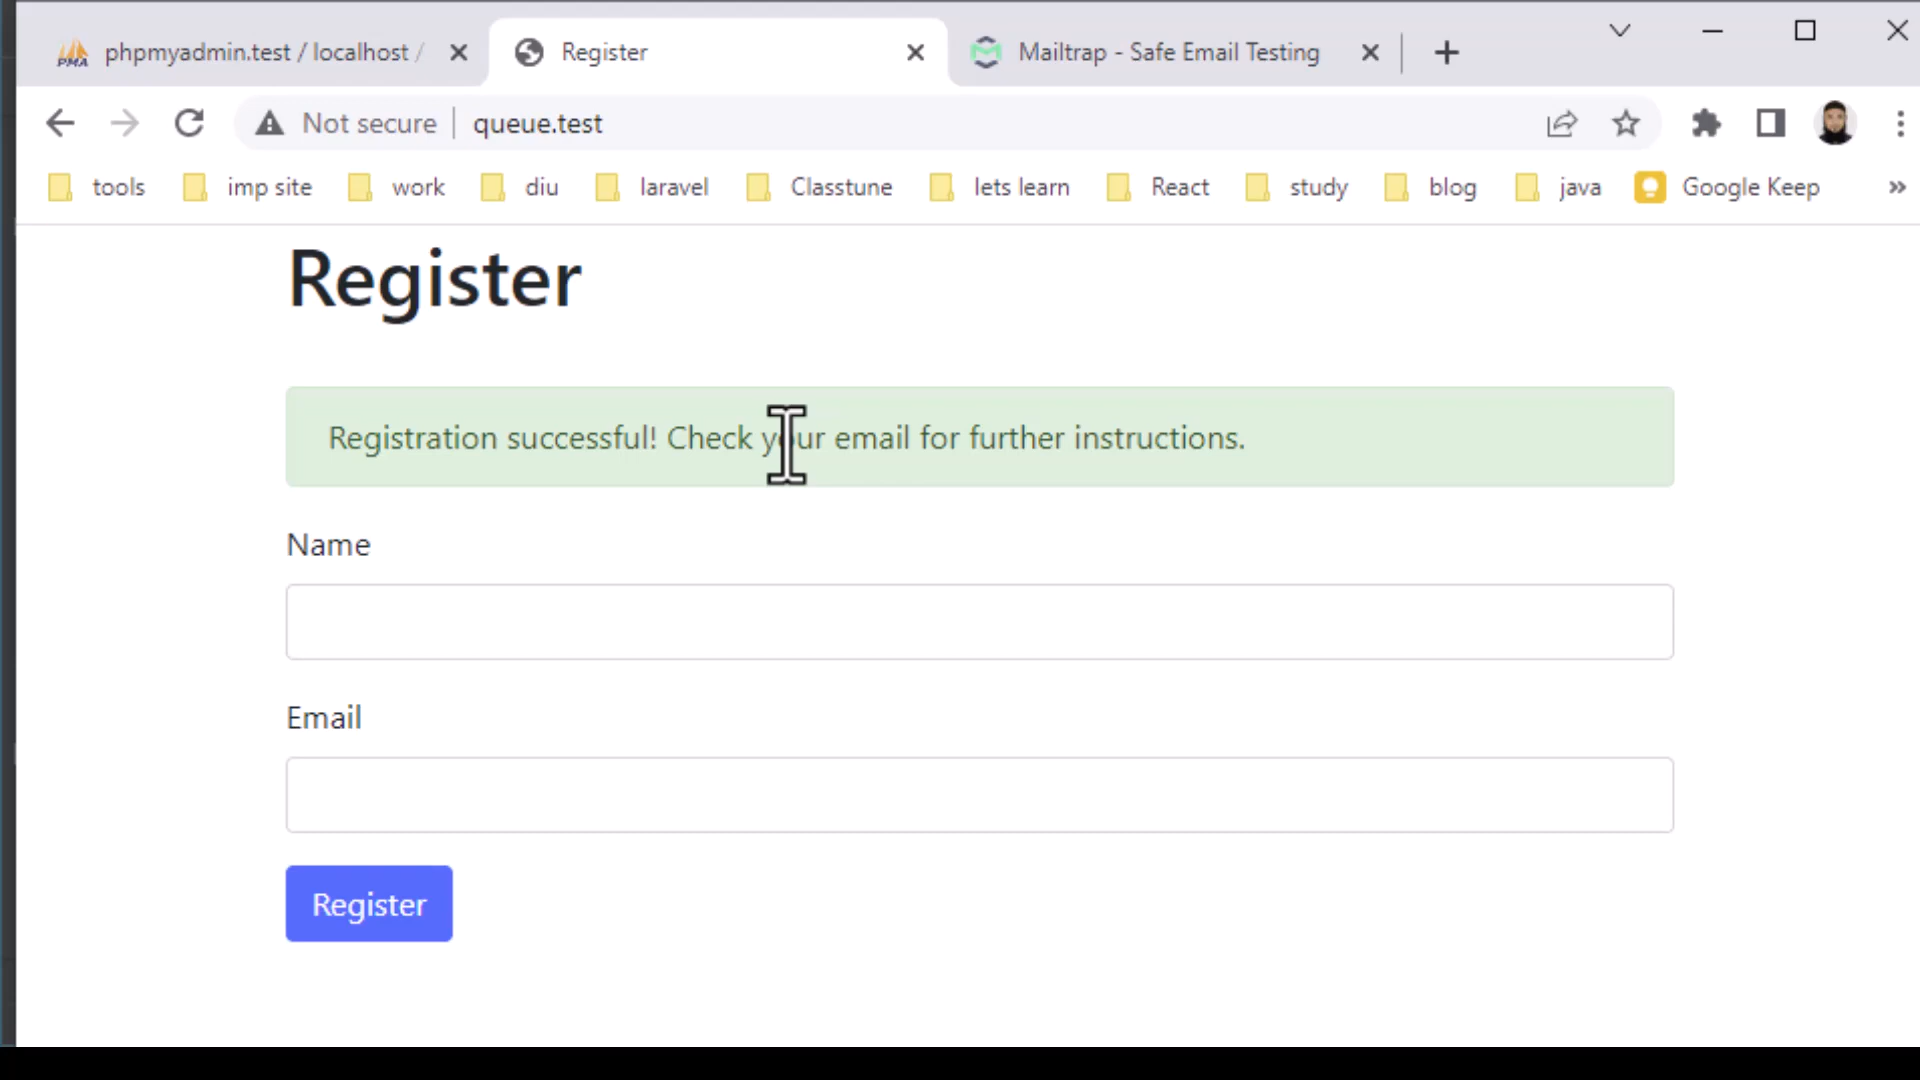 phpmyadmin.test / localhost /
Register
Mailtrap - Safe Email Testing
Not secure
queue.test
tools
imp site
work
diu
laravel
Classtune
lets learn
React
study
blog
java
Google Keep
Register
Registration successful! Check your email for further instructions.
Name
Email
Register